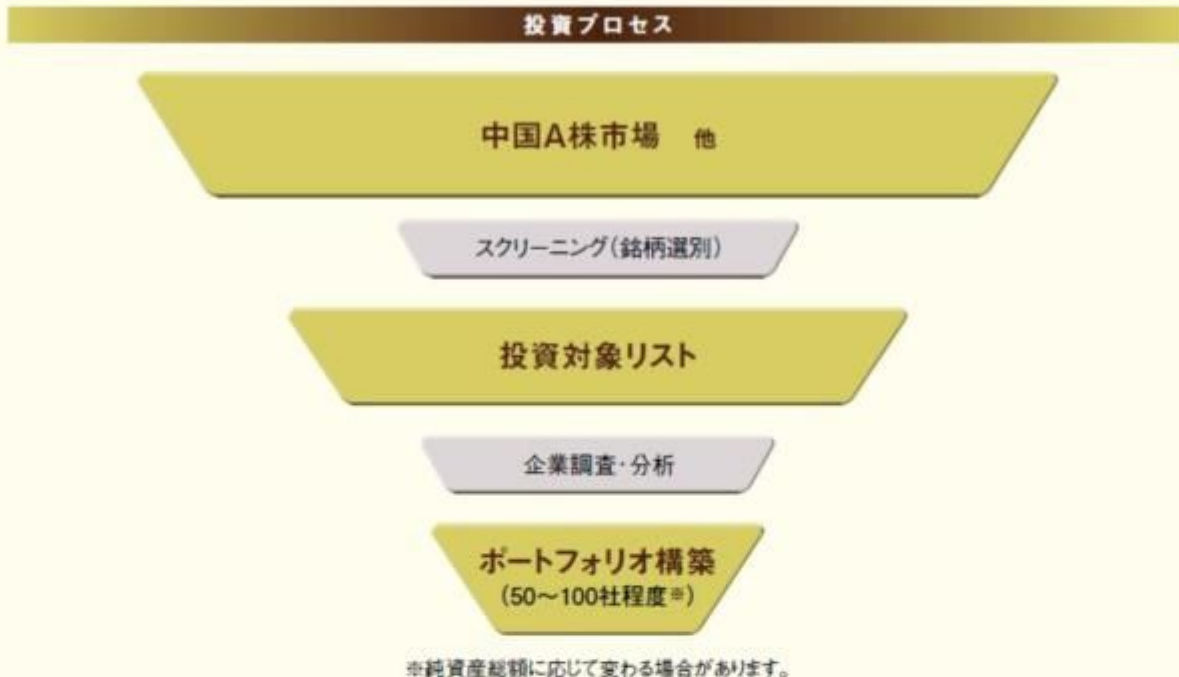 投資プロセス
中国A株市場 他
スクリーニング(銘柄選別)
投資対象リスト
企業調査・分析
ポートフォリオ構築
(50～100社程度※)
※純資産総額に応じて変わる場合があります。